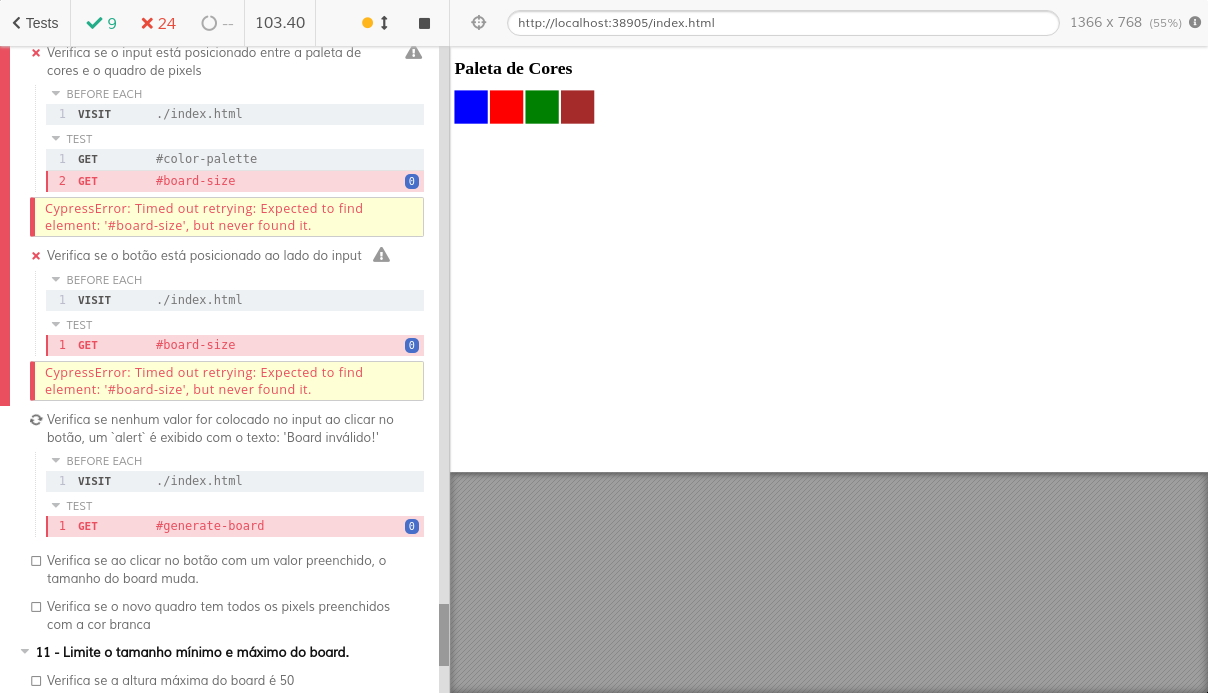 Tests 9 24 -- 103.40
http://localhost:38905/index.html 1366 x 768 (55%)
Verifica se o input está posicionado entre a paleta de
cores e o quadro de pixels
BEFORE EACH
1 VISIT ./index.html
TEST
1 GET #color-palette
2 GET #board-size 0
CypressError: Timed out retrying: Expected to find
element: '#board-size', but never found it.
Verifica se o botão está posicionado ao lado do input
BEFORE EACH
1 VISIT ./index.html
TEST
1 GET #board-size 0
CypressError: Timed out retrying: Expected to find
element: '#board-size', but never found it.
Verifica se nenhum valor for colocado no input ao clicar no
botão, um `alert` é exibido com o texto: 'Board inválido!'
BEFORE EACH
1 VISIT ./index.html
TEST
1 GET #generate-board 0
Verifica se ao clicar no botão com um valor preenchido, o
tamanho do board muda.
Verifica se o novo quadro tem todos os pixels preenchidos
com a cor branca
11 - Limite o tamanho mínimo e máximo do board.
Verifica se a altura máxima do board é 50
Paleta de Cores